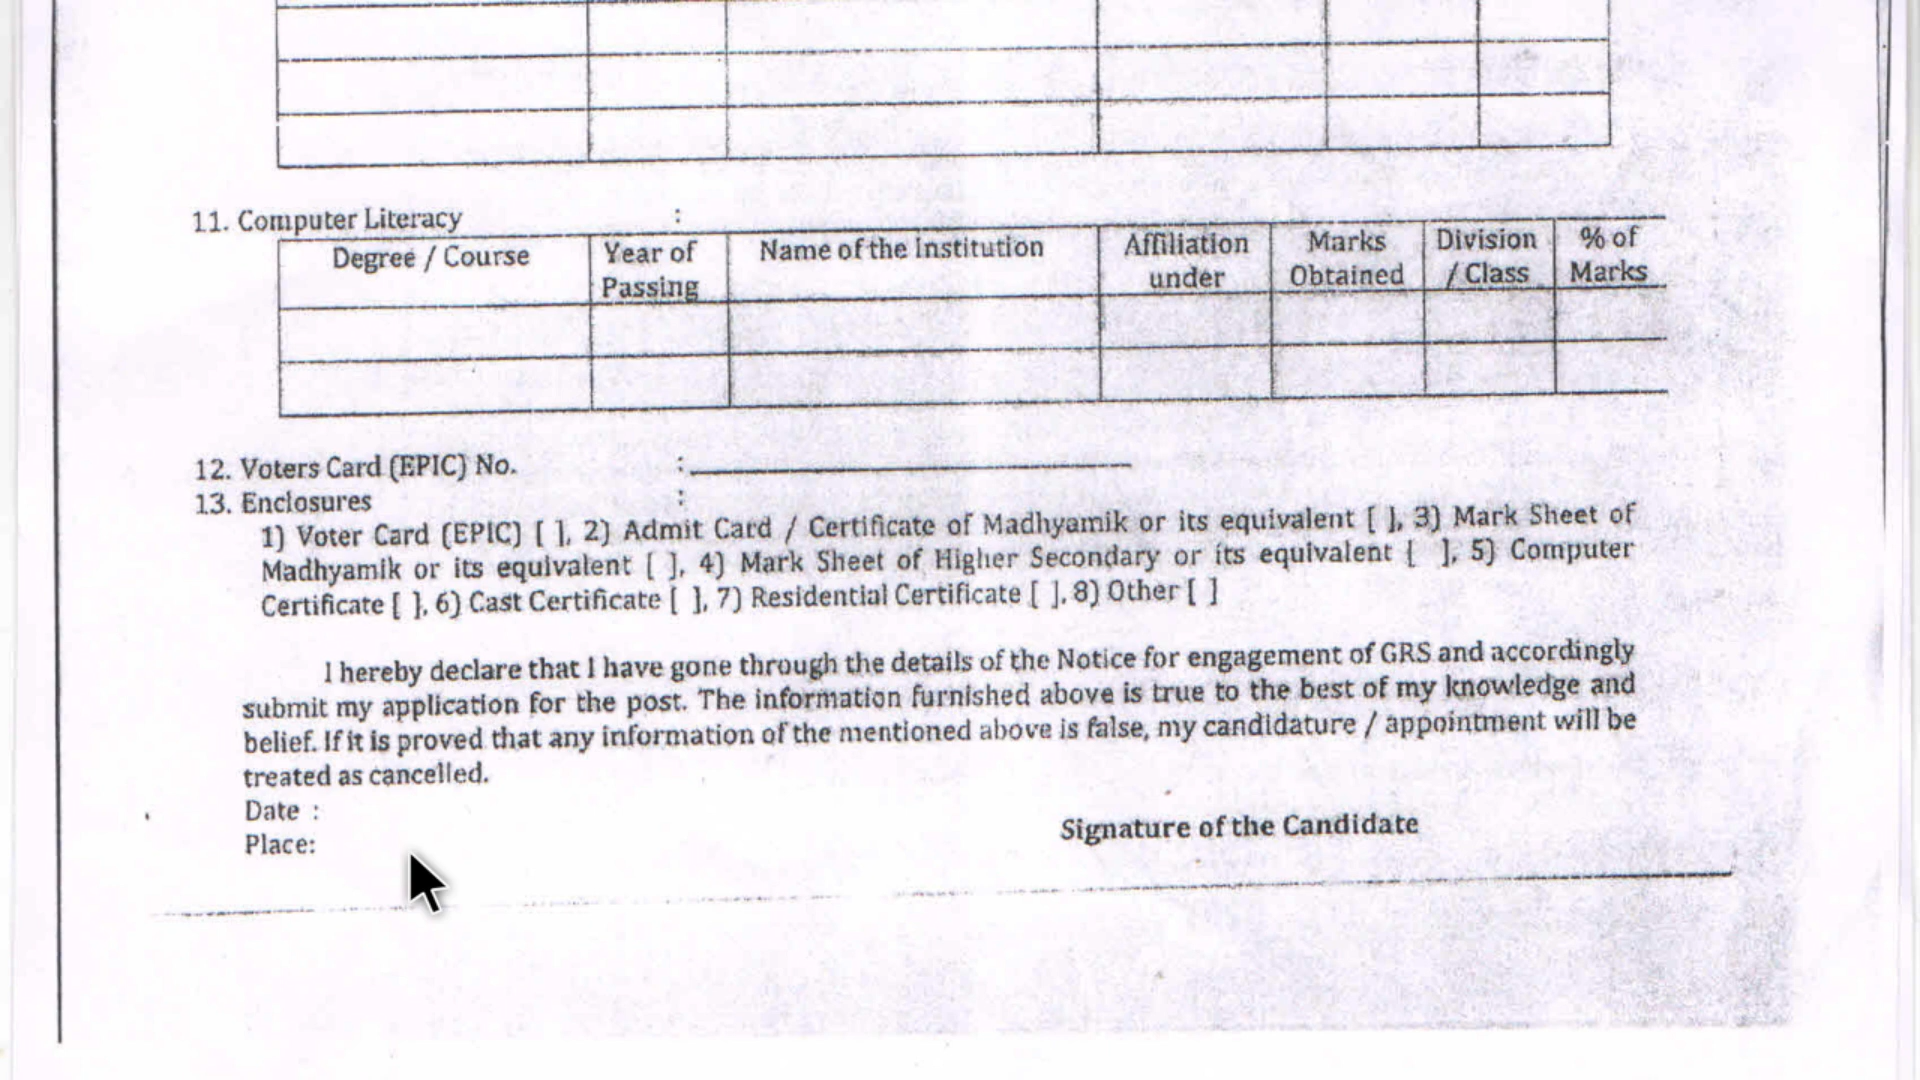 11. Computer Literacy :
Degree / Course Year of Passing Name of the Institution Affiliation under Marks Obtained Division / Class % of Marks
12. Voters Card (EPIC) No. :
13. Enclosures :
1) Voter Card (EPIC) [ ], 2) Admit Card / Certificate of Madhyamik or its equivalent [ ], 3) Mark Sheet of
Madhyamik or its equivalent [ ], 4) Mark Sheet of Higher Secondary or its equivalent [ ], 5) Computer
Certificate [ ], 6) Cast Certificate [ ], 7) Residential Certificate [ ], 8) Other [ ]
I hereby declare that I have gone through the details of the Notice for engagement of GRS and accordingly
submit my application for the post. The information furnished above is true to the best of my knowledge and
belief. If it is proved that any information of the mentioned above is false, my candidature / appointment will be
treated as cancelled.
Date :
Place:
Signature of the Candidate